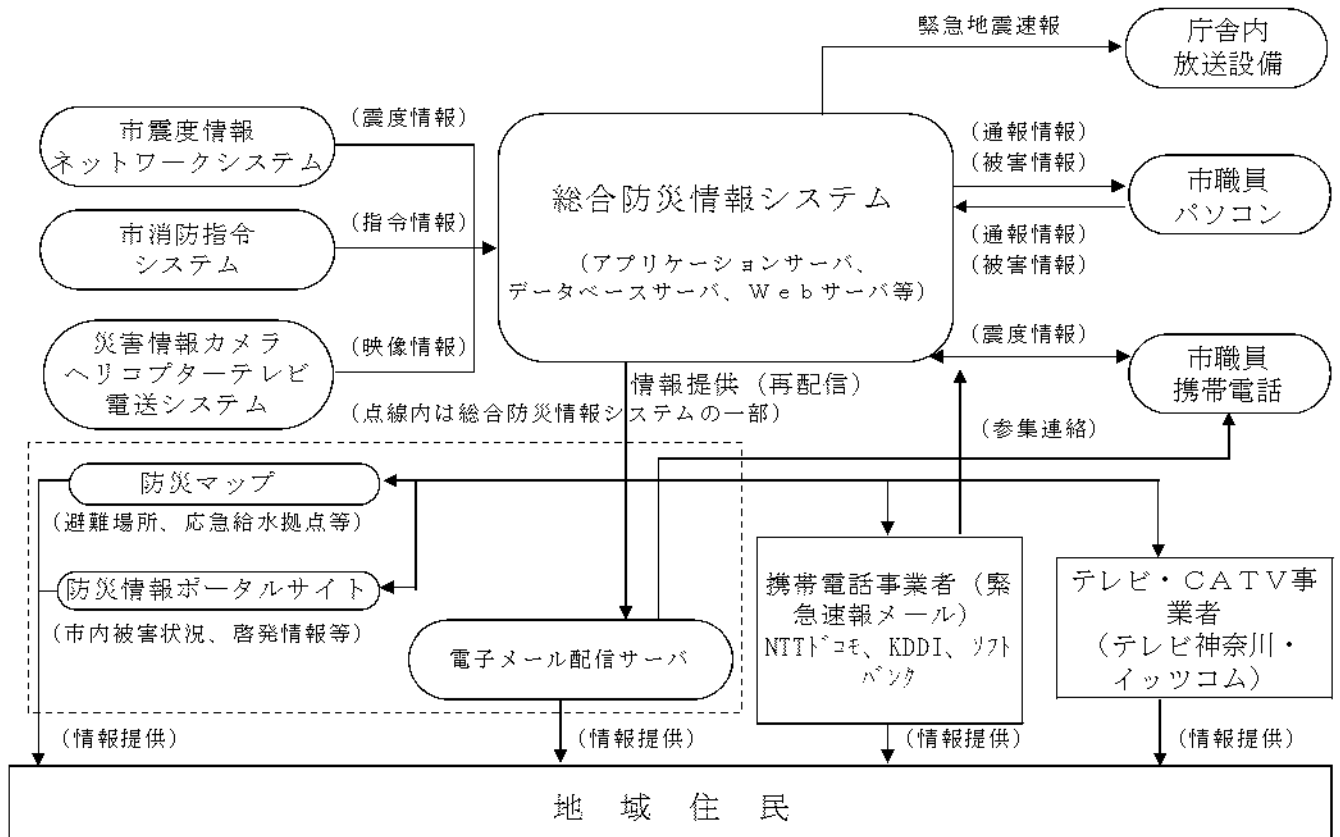 緊急地震速報
庁舎内
放送設備
市震度情報
ネットワークシステム
(震度情報)
市消防指令
システム
(指令情報)
災害情報カメラ
ヘリコプターテレビ
電送システム
(映像情報)
総合防災情報システム
(アプリケーションサーバ、
データベースサーバ、Webサーバ等)
(通報情報)
(被害情報)
市職員
パソコン
(通報情報)
(被害情報)
(震度情報)
市職員
携帯電話
情報提供(再配信)
(点線内は総合防災情報システムの一部)
(参集連絡)
防災マップ
(避難場所、応急給水拠点等)
防災情報ポータルサイト
(市内被害状況、啓発情報等)
電子メール配信サーバ
携帯電話事業者(緊
急速報メール)
NTTドコモ、KDDI、ソフト
バンク
テレビ・CATV事
業者
(テレビ神奈川・
イッツコム)
(情報提供)
(情報提供)
(情報提供)
(情報提供)
地域住民